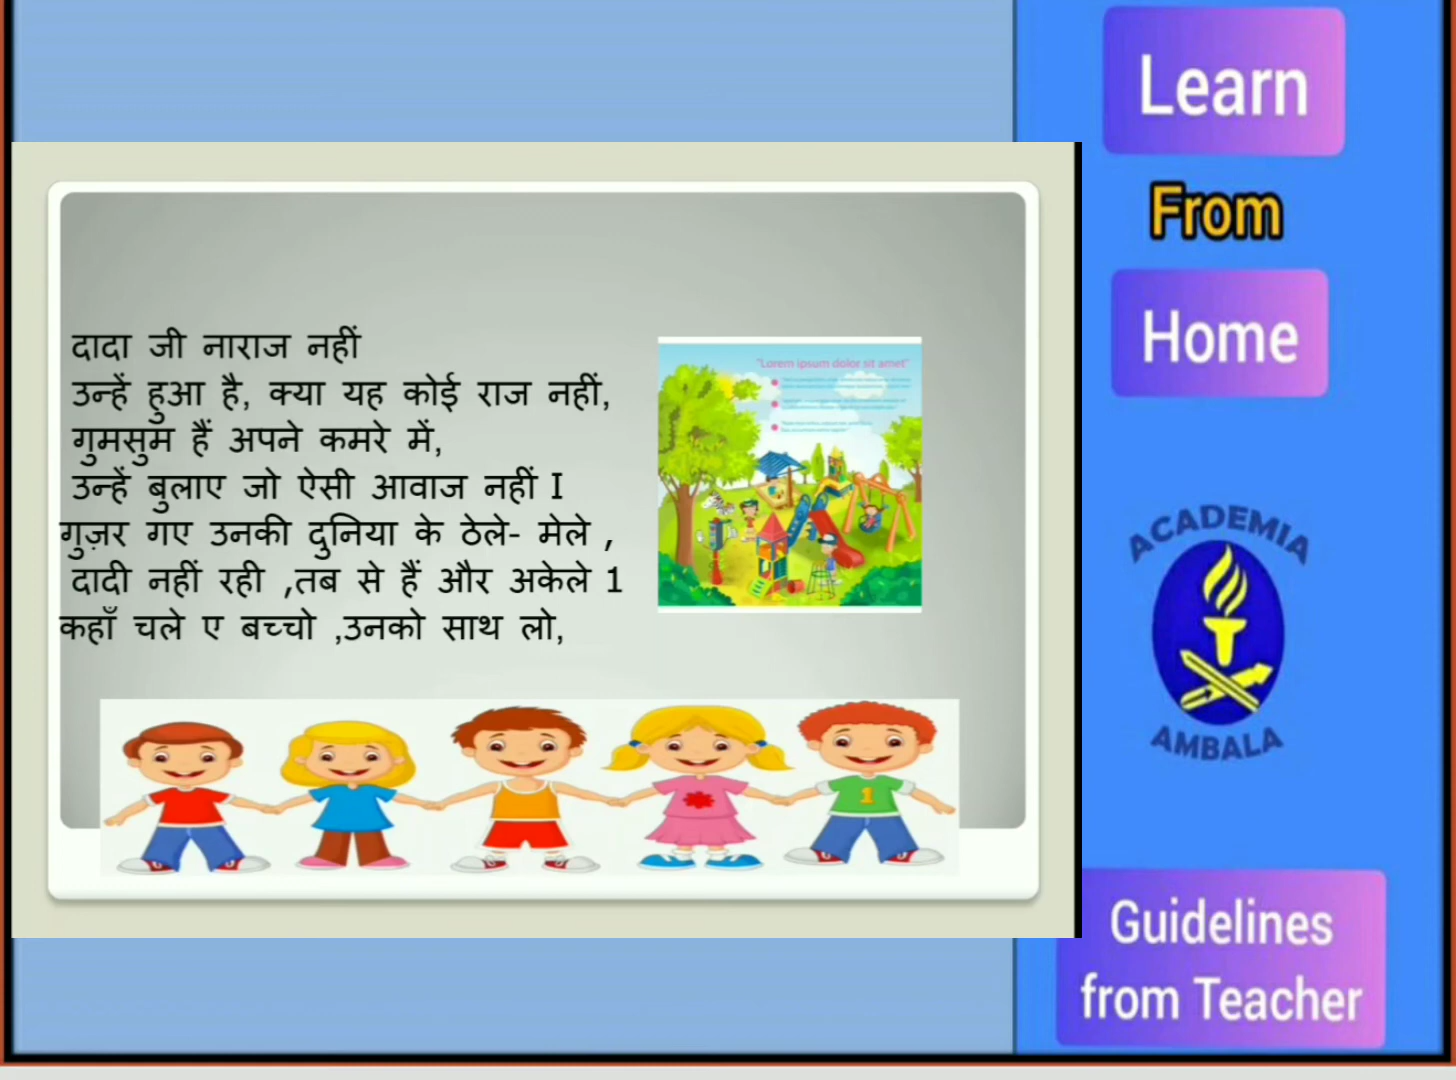 दादा जी नाराज नहीं
उन्हें हुआ है, क्या यह कोई राज नहीं,
गुमसुम हैं अपने कमरे में,
उन्हें बुलाए जो ऐसी आवाज नहीं I
गुज़र गए उनकी दुनिया के ठेले- मेले ,
दादी नहीं रही ,तब से हैं और अकेले 1
कहाँ चले ए बच्चो ,उनको साथ लो,
"Lorem ipsum dolor sit amet"
1
Learn
From
Home
ACADEMIA
AMBALA
Guidelines
from Teacher